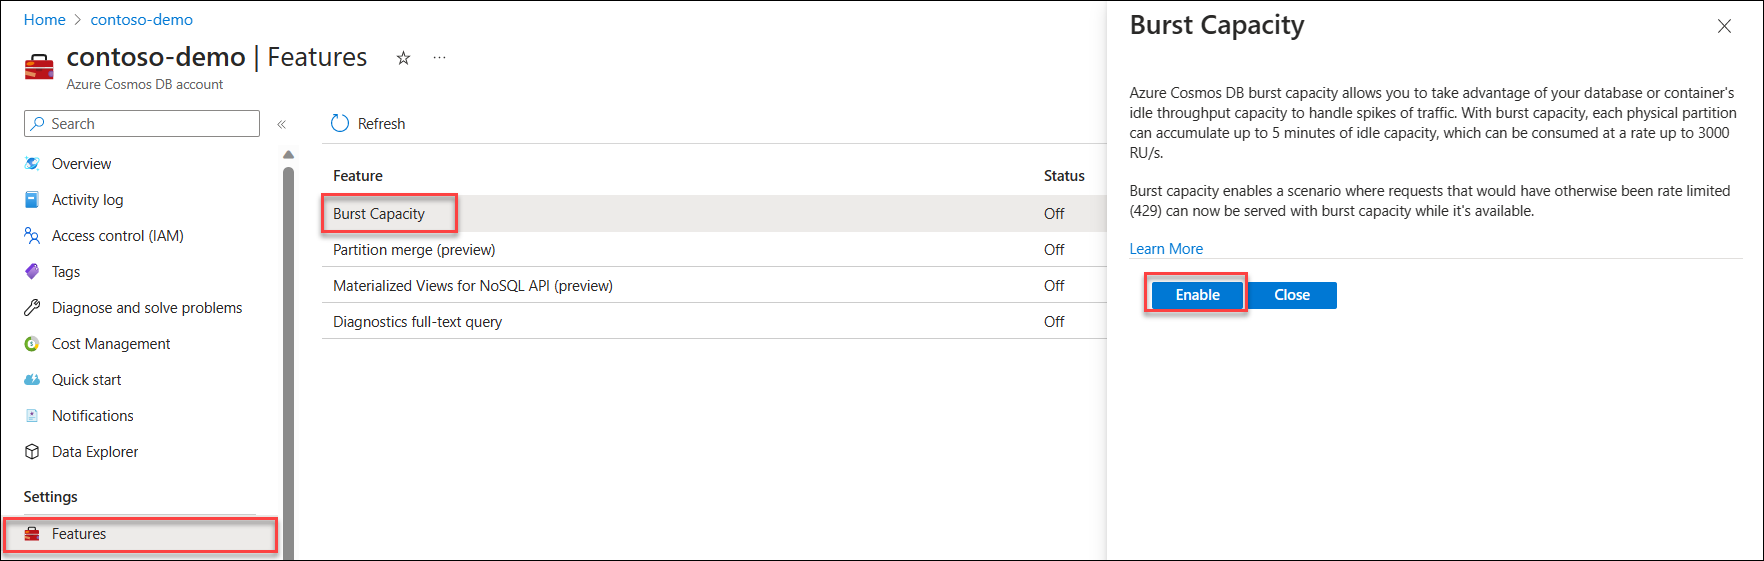 Home > contoso-demo
contoso-demo | Features
Azure Cosmos DB account
Search
Overview
Activity log
Access control (IAM)
Tags
Diagnose and solve problems
Cost Management
Quick start
Notifications
Data Explorer
Settings
Features
Refresh
Feature Status
Burst Capacity Off
Partition merge (preview) Off
Materialized Views for NoSQL API (preview) Off
Diagnostics full-text query Off
Burst Capacity
Azure Cosmos DB burst capacity allows you to take advantage of your database or container's
idle throughput capacity to handle spikes of traffic. With burst capacity, each physical partition
can accumulate up to 5 minutes of idle capacity, which can be consumed at a rate up to 3000
RU/s.
Burst capacity enables a scenario where requests that would have otherwise been rate limited
(429) can now be served with burst capacity while it's available.
Learn More
Enable Close